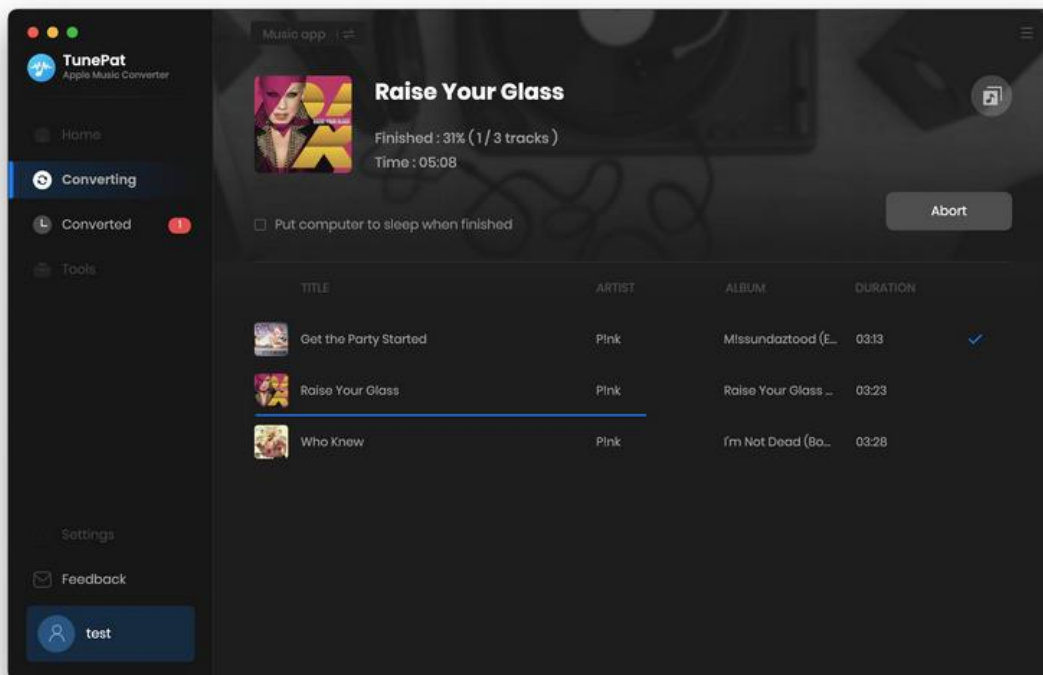 Music app
TunePat
Apple Music Converter
Raise Your Glass
Finished : 31% ( 1 / 3 tracks )
Time : 05:08
Home
Converting
Converted 1
Tools
Put computer to sleep when finished
Abort
TITLE ARTIST ALBUM DURATION
Get the Party Started P!nk M!ssundaztood (E... 03:13
Raise Your Glass P!nk Raise Your Glass ... 03:23
Who Knew P!nk I'm Not Dead (Bo... 03:28
Settings
Feedback
test